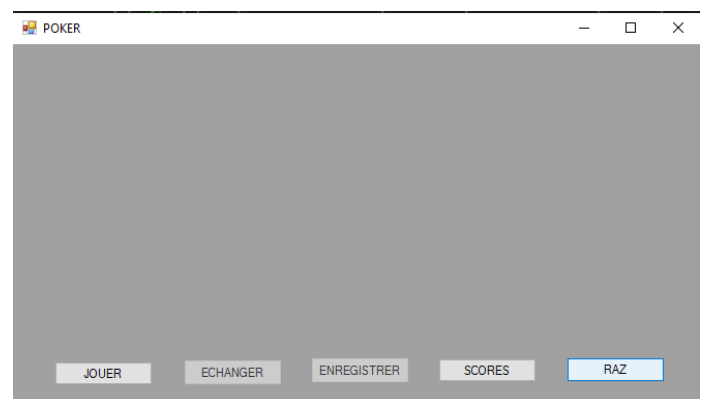 POKER
JOUER
ECHANGER
ENREGISTRER
SCORES
RAZ